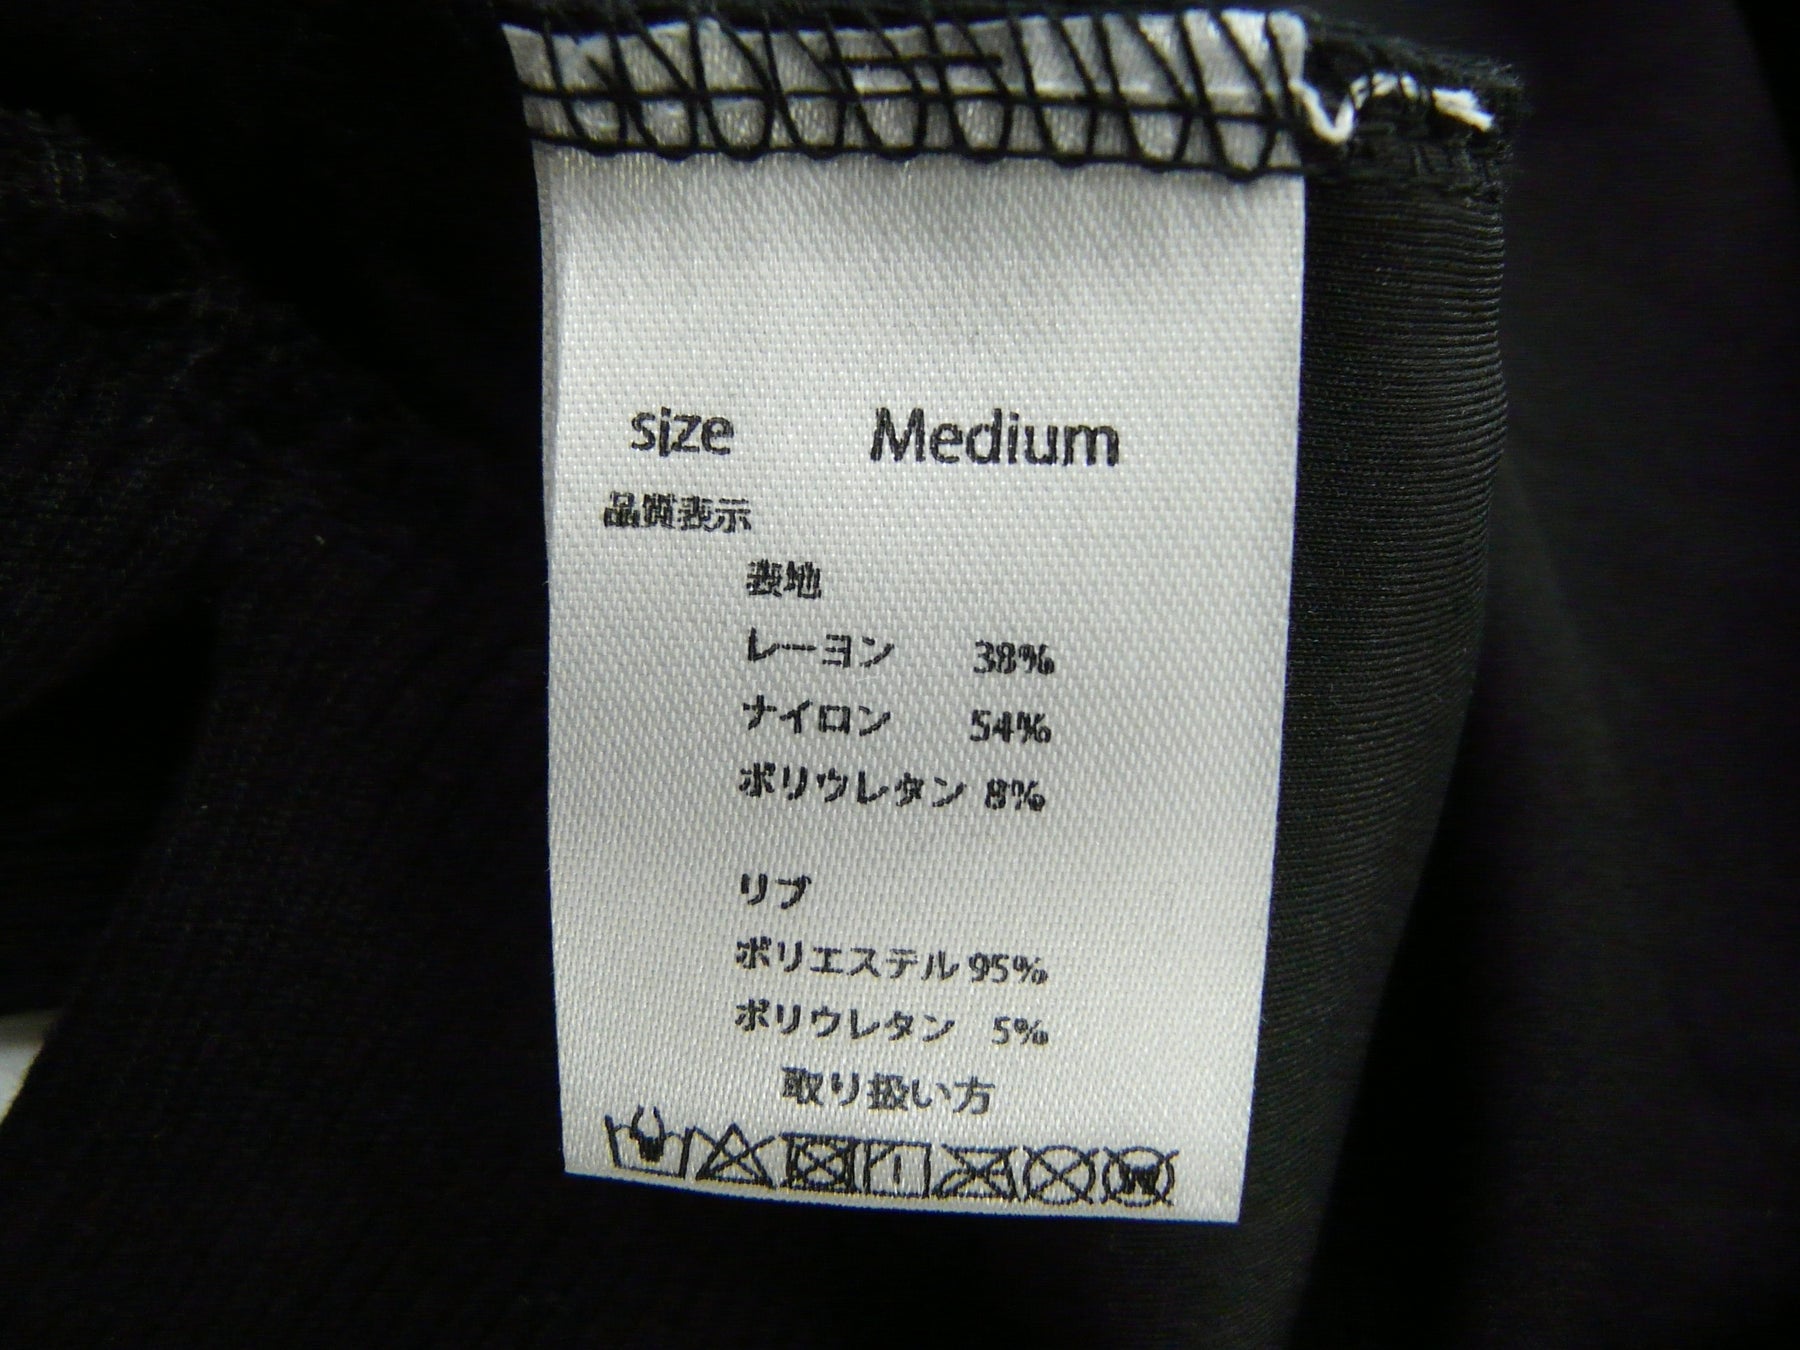 size Medium
品質表示
表地
レーヨン 38%
ナイロン 54%
ポリウレタン 8%
リブ
ポリエステル 95%
ポリウレタン 5%
取り扱い方